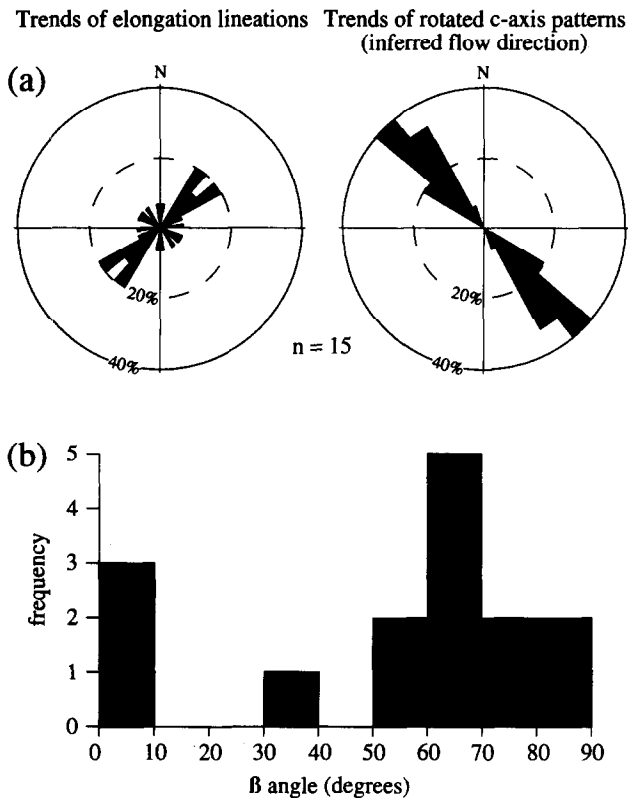 Trends of elongation lineations
Trends of rotated c-axis patterns
(inferred flow direction)
(a)
N
N
20%
20%
40%
40%
n = 15
(b)
5
4
3
2
1
0
frequency
0 10 20 30 40 50 60 70 80 90
ß angle (degrees)